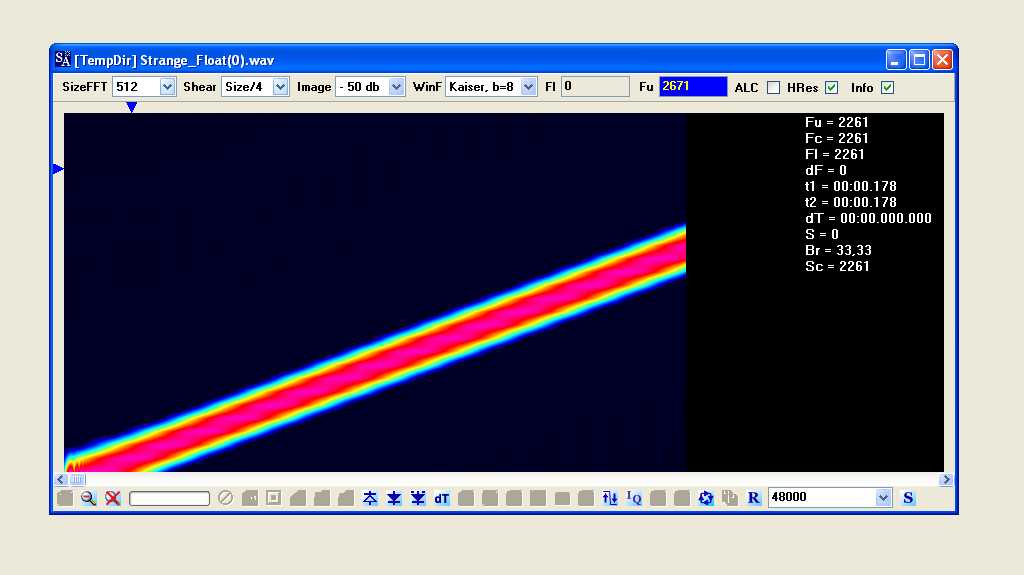 SA [TempDir] Strange_Float(0).wav
SizeFFT 512 Shear Size/4 Image - 50 db WinF Kaiser, b=8 Fl 0 Fu 2671 ALC HRes Info
Fu = 2261
Fc = 2261
Fl = 2261
dF = 0
t1 = 00:00.178
t2 = 00:00.178
dT = 00:00.000.000
S = 0
Br = 33,33
Sc = 2261
dT IQ R 48000 S